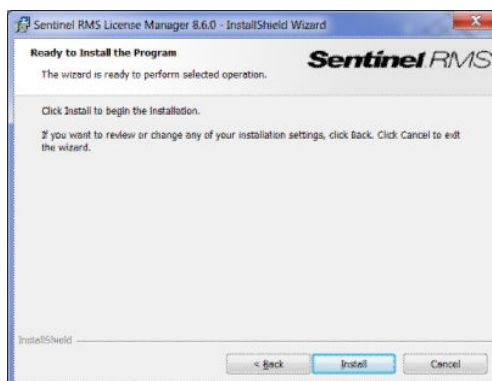 Sentinel RMS License Manager 8.6.0 - InstallShield Wizard
Ready to Install the Program
The wizard is ready to perform selected operation.
Sentinel RMS
Click Install to begin the installation.
If you want to review or change any of your installation settings, click Back. Click Cancel to exit
the wizard.
InstallShield
< Back
Install
Cancel